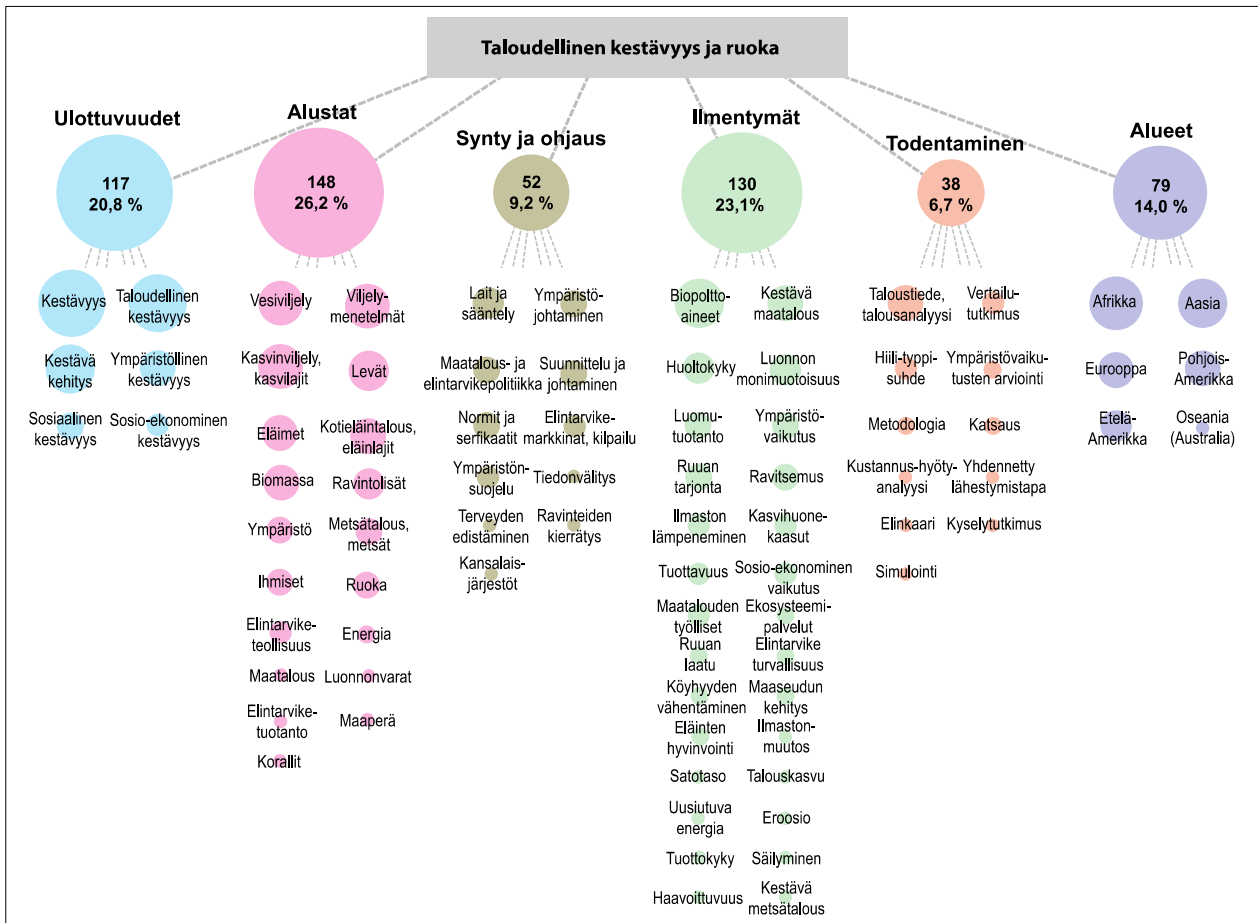 Taloudellinen kestävyys ja ruoka
Ulottuvuudet
117
20,8 %
Kestävyys
Taloudellinen
kestävyys
Kestävä
kehitys
Ympäristöllinen
kestävyys
Sosiaalinen
kestävyys
Sosio-ekonominen
kestävyys
Alustat
148
26,2 %
Vesiviljely
Viljely-
menetelmät
Kasvinviljely,
kasvilajit
Levät
Eläimet
Kotieläintalous,
eläinlajit
Biomassa
Ravintolisät
Ympäristö
Metsätalous,
metsät
Ihmiset
Ruoka
Elintarvike-
teollisuus
Energia
Maatalous
Luonnonvarat
Elintarvike-
tuotanto
Maaperä
Korallit
Synty ja ohjaus
52
9,2 %
Lait ja
sääntely
Ympäristö-
johtaminen
Maatalous- ja
elintarvikepolitiikka
Suunnittelu ja
johtaminen
Normit ja
serfikaatit
Elintarvike-
markkinat, kilpailu
Ympäristön-
suojelu
Tiedonvälitys
Terveyden
edistäminen
Ravinteiden
kierrätys
Kansalais-
järjestöt
Ilmentymät
130
23,1%
Biopoltto-
aineet
Kestävä
maatalous
Huoltokyky
Luonnon
monimuotoisuus
Luomu-
tuotanto
Ympäristö-
vaikutus
Ruuan
tarjonta
Ravitsemus
Ilmaston
lämpeneminen
Kasvihuone-
kaasut
Tuottavuus
Sosio-ekonominen
vaikutus
Maatalouden
työlliset
Ekosysteemi-
palvelut
Ruuan
laatu
Elintarvike
turvallisuus
Köyhyyden
vähentäminen
Maaseudun
kehitys
Eläinten
hyvinvointi
Ilmaston-
muutos
Satotaso
Talouskasvu
Uusiutuva
energia
Eroosio
Tuottokyky
Säilyminen
Haavoittuvuus
Kestävä
metsätalous
Todentaminen
38
6,7 %
Taloustiede,
talousanalyysi
Vertailu-
tutkimus
Hiili-typpi-
suhde
Ympäristövaiku-
tusten arviointi
Metodologia
Katsaus
Kustannus-hyöty-
analyysi
Yhdennetty
lähestymistapa
Elinkaari
Kyselytutkimus
Simulointi
Alueet
79
14,0 %
Afrikka
Aasia
Eurooppa
Pohjois-
Amerikka
Etelä-
Amerikka
Oseania
(Australia)